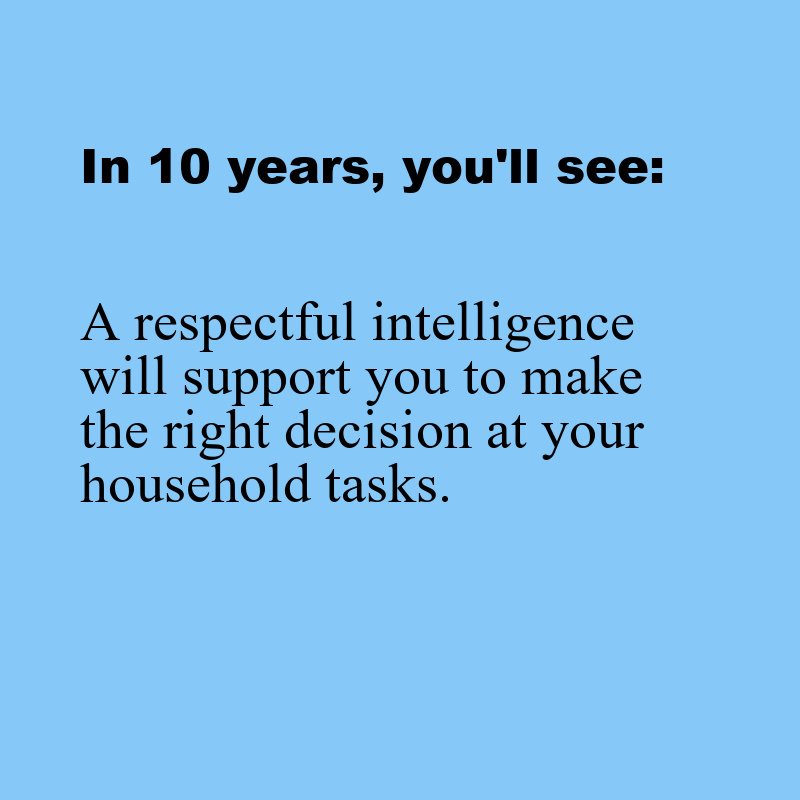 In 10 years, you'll see:
A respectful intelligence
will support you to make
the right decision at your
household tasks.